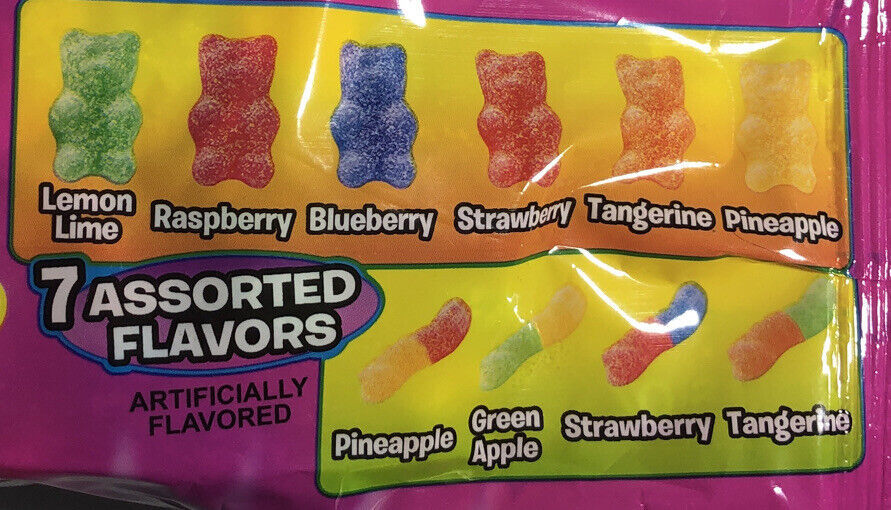 Lemon
Lime
Raspberry
Blueberry
Strawberry
Tangerine
Pineapple
7 ASSORTED
FLAVORS
ARTIFICIALLY
FLAVORED
Pineapple
Green
Apple
Strawberry
Tangerine